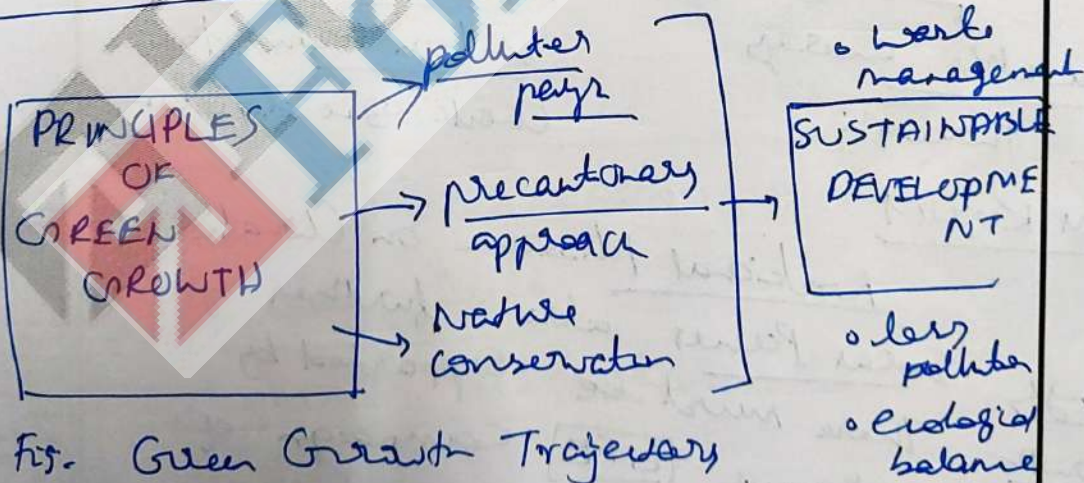 PRINCIPLES
OF
GREEN
GROWTH
polluter
pays
precautionary
approach
Nature
conservation
• waste
management
SUSTAINABLE
DEVELOPME
NT
• less
pollution
• ecological
balance
Fig. Green Growth Trajectory